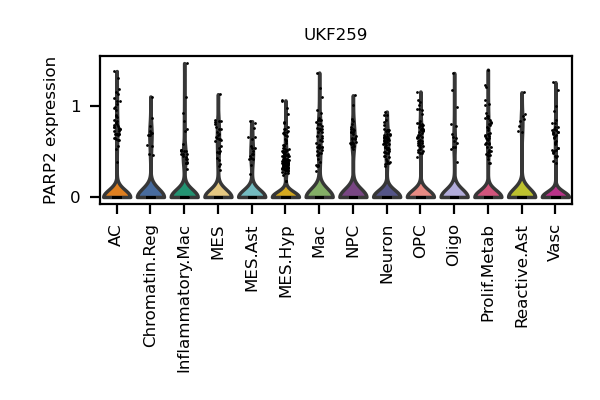 UKF259
PARP2 expression
1
0
AC
Chromatin.Reg
Inflammatory.Mac
MES
MES.Ast
MES.Hyp
Mac
NPC
Neuron
OPC
Oligo
Prolif.Metab
Reactive.Ast
Vasc